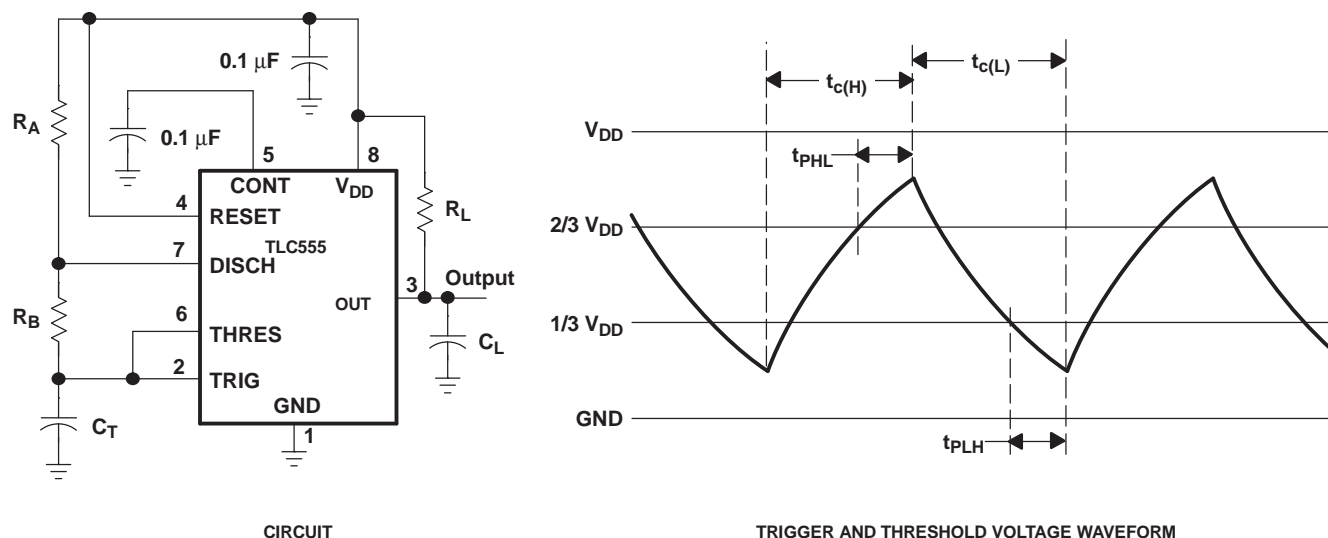 0.1 μF
0.1 μF
R_A
5
8
CONT
V_DD
4
RESET
R_L
TLC555
7
DISCH
3
Output
OUT
R_B
6
THRES
C_L
2
TRIG
GND
C_T
1
CIRCUIT
t_c(H)
t_c(L)
V_DD
t_PHL
2/3 V_DD
1/3 V_DD
GND
t_PLH
TRIGGER AND THRESHOLD VOLTAGE WAVEFORM